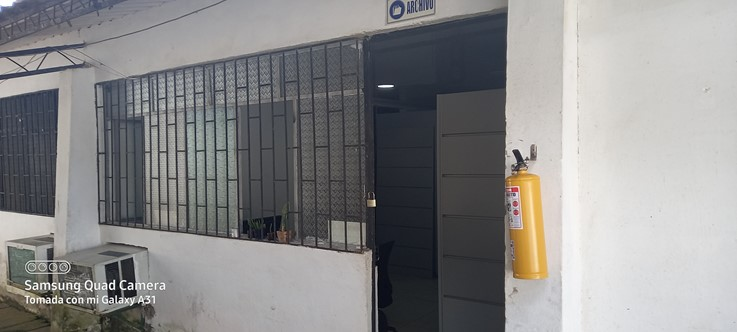 ARCHIVO
Samsung Quad Camera
Tomada con mi Galaxy A31